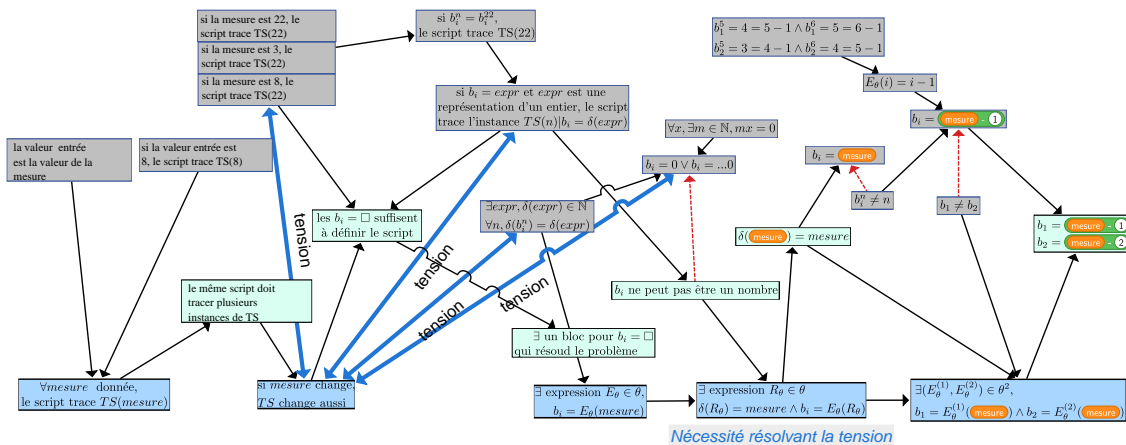 si la mesure est 22, le
script trace TS(22)
si la mesure est 3, le
script trace TS(22)
si la mesure est 8, le
script trace TS(22)
si $b_i^n = b_i^{22}$,
le script trace TS(22)
$b_1^5 = 4 = 5 - 1 \wedge b_1^6 = 5 = 6 - 1$
$b_2^5 = 3 = 4 - 1 \wedge b_2^6 = 4 = 5 - 1$
$E_\theta(i) = i - 1$
si $b_i = expr$ et $expr$ est une
représentation d'un entier, le script
trace l'instance $TS(n)|b_i = \delta(expr)$
$b_i =$ mesure - 1
$\forall x, \exists m \in \mathbb{N}, mx = 0$
la valeur entrée
est la valeur de la
mesure
si la valeur entrée est
8, le script trace TS(8)
$b_i = 0 \vee b_i = ...0$
$b_i =$ mesure
$b_i^n \neq n$
$b_1 \neq b_2$
les $b_i = \square$ suffisent
à définir le script
$\exists expr, \delta(expr) \in \mathbb{N}$
$\forall n, \delta(b_i^n) = \delta(expr)$
$\delta($ mesure $) = mesure$
$b_1 =$ mesure - 1
$b_2 =$ mesure - 2
tension
tension
tension
tension
le même script doit
tracer plusieurs
instances de TS
$b_i$ ne peut pas être un nombre
$\exists$ un bloc pour $b_i = \square$
qui résoud le problème
$\forall mesure$ donnée,
le script trace $TS(mesure)$
si $mesure$ change,
$TS$ change aussi
$\exists$ expression $E_\theta \in \theta$,
$b_i = E_\theta(mesure)$
$\exists$ expression $R_\theta \in \theta$
$\delta(R_\theta) = mesure \wedge b_i = E_\theta(R_\theta)$
$\exists(E_\theta^{(1)}, E_\theta^{(2)}) \in \theta^2$,
$b_1 = E_\theta^{(1)}($ mesure $) \wedge b_2 = E_\theta^{(2)}($ mesure $)$
Nécessité résolvant la tension